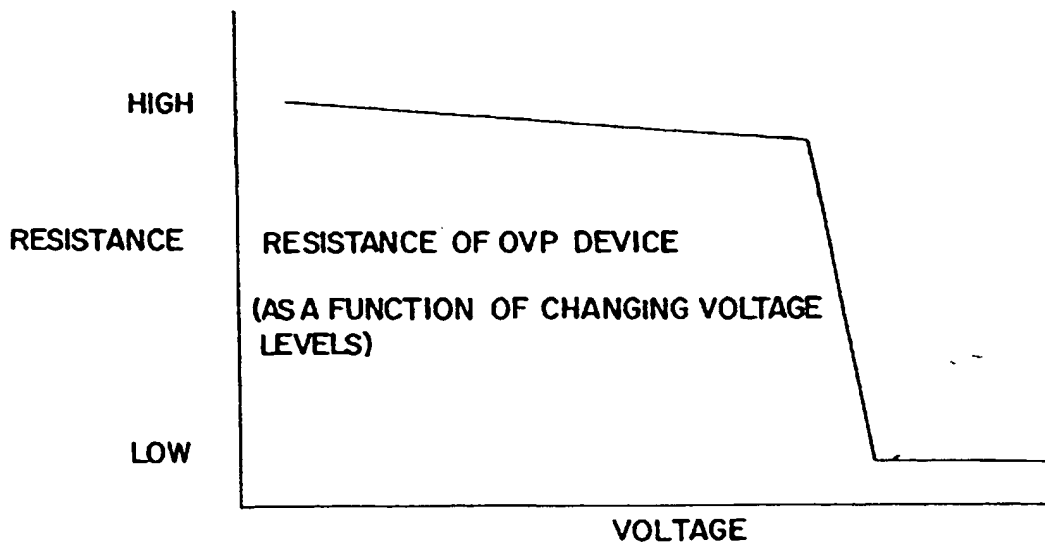 HIGH
RESISTANCE
RESISTANCE OF OVP DEVICE
(AS A FUNCTION OF CHANGING VOLTAGE
LEVELS)
LOW
VOLTAGE